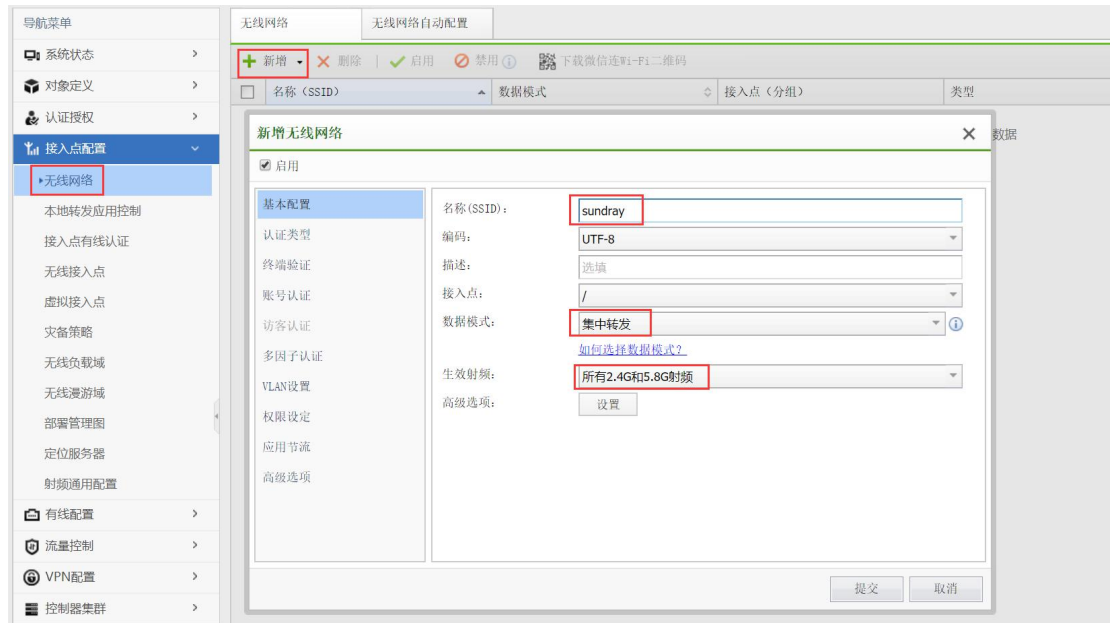 导航菜单
系统状态
对象定义
认证授权
接入点配置
无线网络
本地转发应用控制
接入点有线认证
无线接入点
虚拟接入点
灾备策略
无线负载域
无线漫游域
部署管理图
定位服务器
射频通用配置
有线配置
流量控制
VPN配置
控制器集群
无线网络 无线网络自动配置
新增 删除 | 启用 禁用 下载微信连Wi-Fi二维码
名称（SSID） 数据模式 接入点（分组） 类型
数据
新增无线网络
启用
基本配置
认证类型
终端验证
账号认证
访客认证
多因子认证
VLAN设置
权限设定
应用节流
高级选项
名称(SSID)： sundray
编码： UTF-8
描述： 选填
接入点： /
数据模式： 集中转发
如何选择数据模式？
生效射频： 所有2.4G和5.8G射频
高级选项： 设置
提交 取消